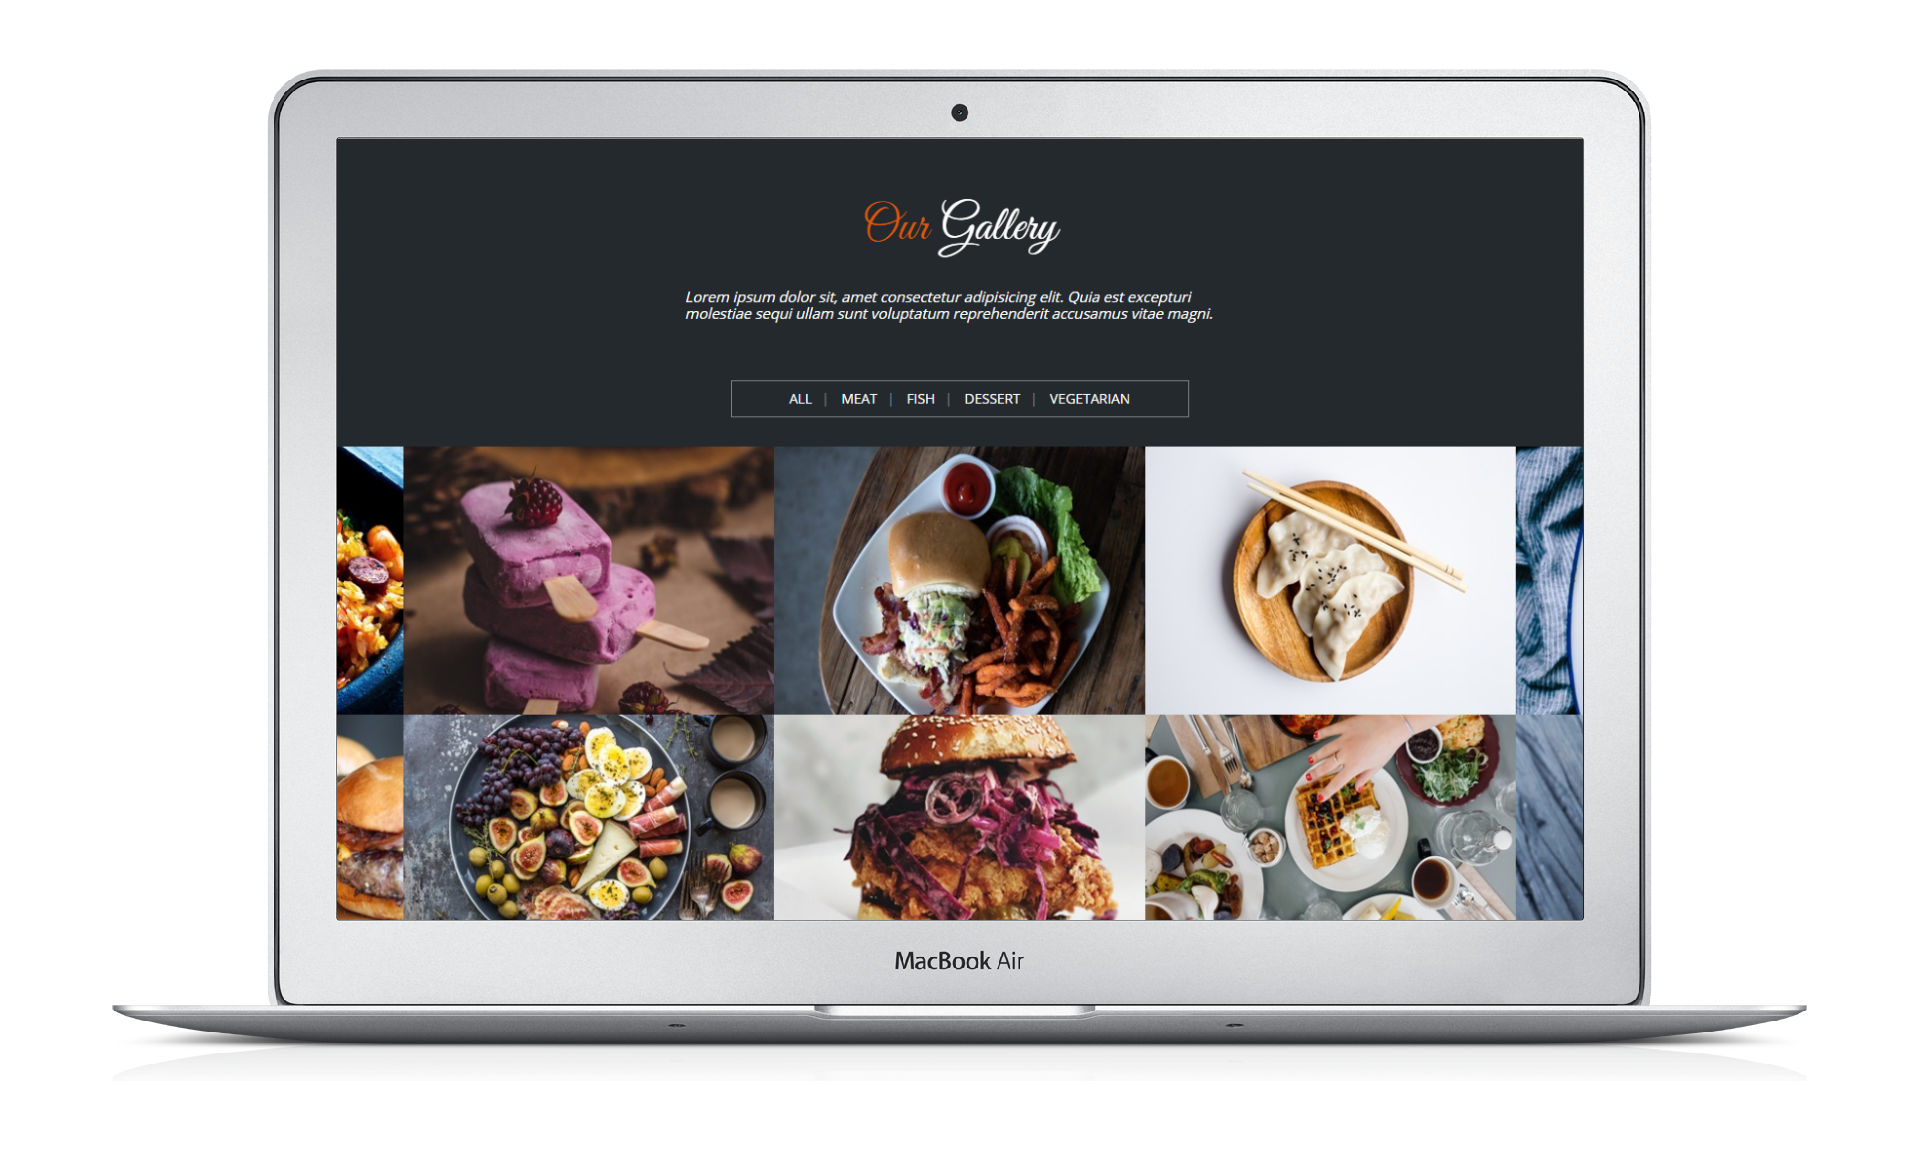 Our Gallery
Lorem ipsum dolor sit, amet consectetur adipisicing elit. Quia est excepturi
molestiae sequi ullam sunt voluptatum reprehenderit accusamus vitae magni.
ALL | MEAT | FISH | DESSERT | VEGETARIAN
MacBook Air